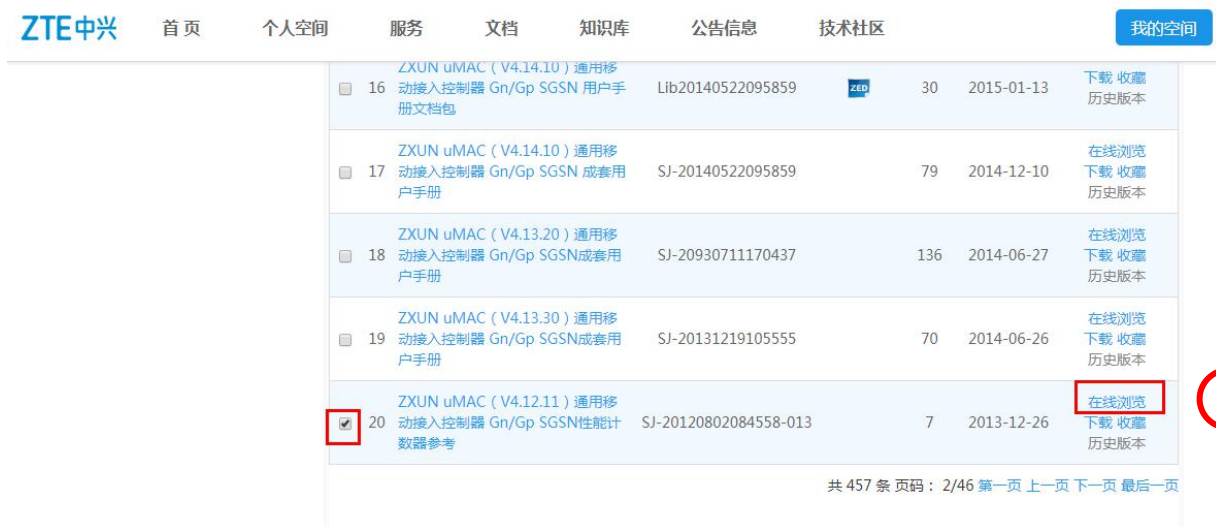 ZTE中兴 首 页 个人空间 服务 文档 知识库 公告信息 技术社区 我的空间
ZXUN uMAC（V4.14.10）通用移
16 动接入控制器 Gn/Gp SGSN 用户手 Lib20140522095859 ZED 30 2015-01-13 下载 收藏
册文档包 历史版本
ZXUN uMAC（V4.14.10）通用移 在线浏览
17 动接入控制器 Gn/Gp SGSN 成套用 SJ-20140522095859 79 2014-12-10 下载 收藏
户手册 历史版本
ZXUN uMAC（V4.13.20）通用移 在线浏览
18 动接入控制器 Gn/Gp SGSN成套用 SJ-20930711170437 136 2014-06-27 下载 收藏
户手册 历史版本
ZXUN uMAC（V4.13.30）通用移 在线浏览
19 动接入控制器 Gn/Gp SGSN成套用 SJ-20131219105555 70 2014-06-26 下载 收藏
户手册 历史版本
ZXUN uMAC（V4.12.11）通用移 在线浏览
20 动接入控制器 Gn/Gp SGSN性能计 SJ-20120802084558-013 7 2013-12-26 下载 收藏
数器参考 历史版本
共 457 条 页码： 2/46 第一页 上一页 下一页 最后一页